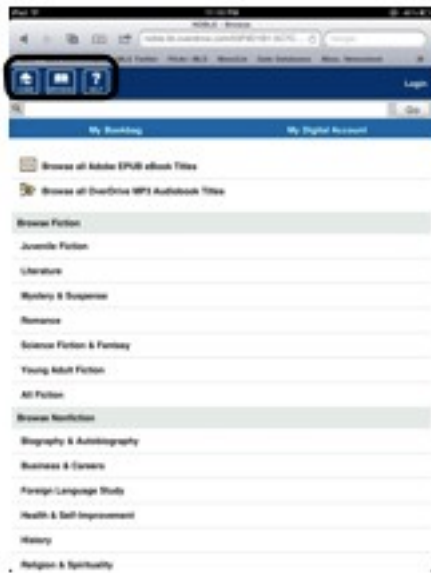 NOBLE - Browse
Login
Go
My Bookbag
My Digital Account
Browse all Adobe EPUB eBook Titles
Browse all OverDrive MP3 Audiobook Titles
Browse Fiction
Juvenile Fiction
Literature
Mystery & Suspense
Romance
Science Fiction & Fantasy
Young Adult Fiction
All Fiction
Browse Nonfiction
Biography & Autobiography
Business & Careers
Foreign Language Study
Health & Self-Improvement
History
Religion & Spirituality